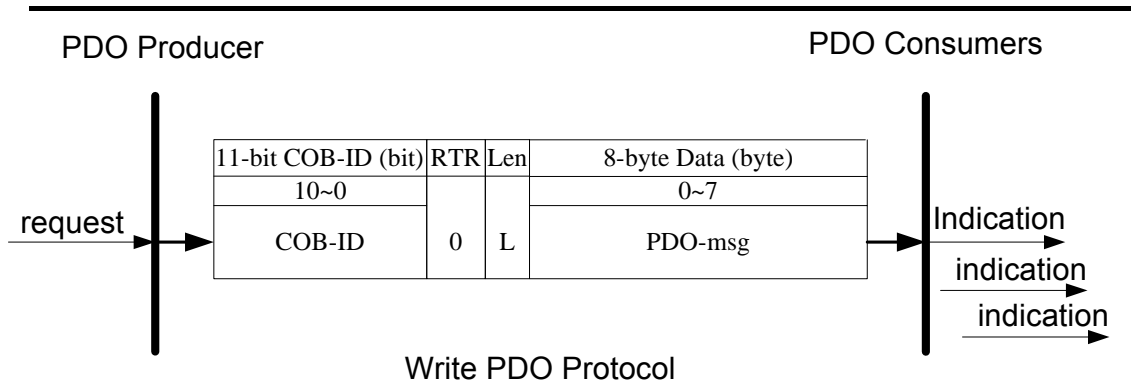 PDO Producer
PDO Consumers
11-bit COB-ID (bit) RTR Len 8-byte Data (byte)
10~0 0~7
request
COB-ID 0 L PDO-msg
Indication
indication
indication
Write PDO Protocol